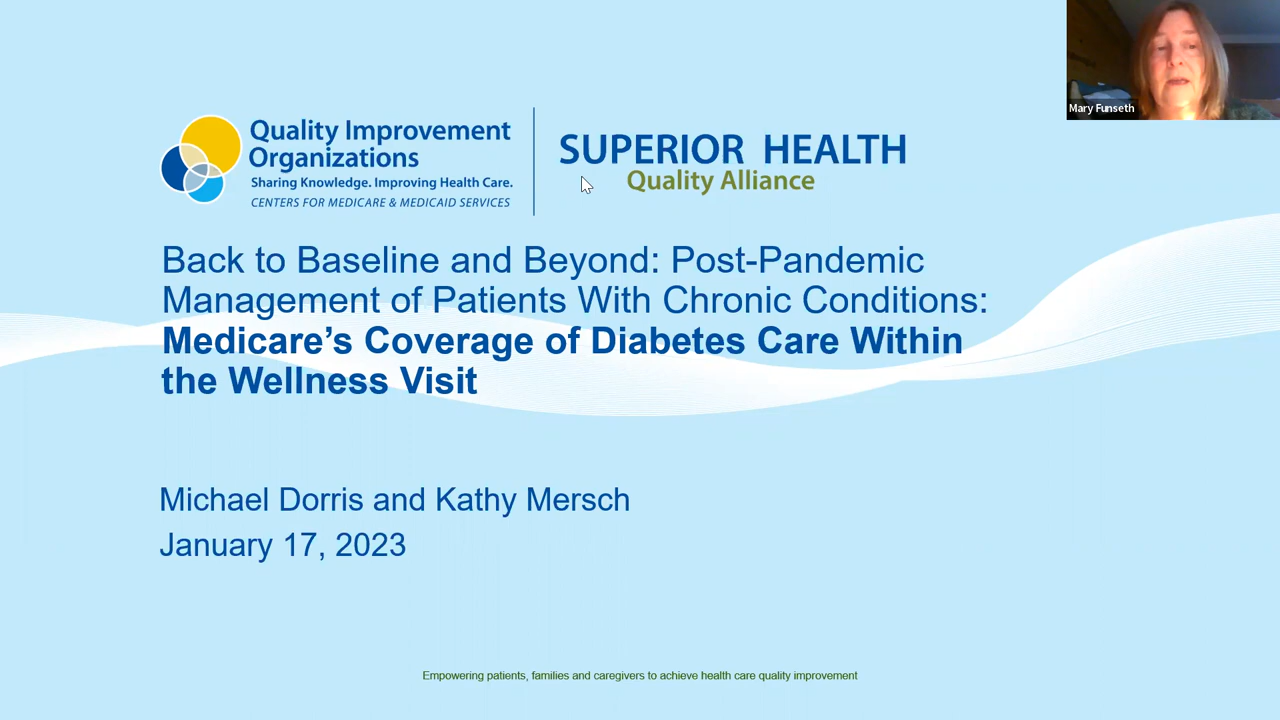 Mary Funseth
Quality Improvement
Organizations
Sharing Knowledge. Improving Health Care.
CENTERS FOR MEDICARE & MEDICAID SERVICES
SUPERIOR HEALTH
Quality Alliance
Back to Baseline and Beyond: Post-Pandemic
Management of Patients With Chronic Conditions:
Medicare's Coverage of Diabetes Care Within
the Wellness Visit
Michael Dorris and Kathy Mersch
January 17, 2023
Empowering patients, families and caregivers to achieve health care quality improvement